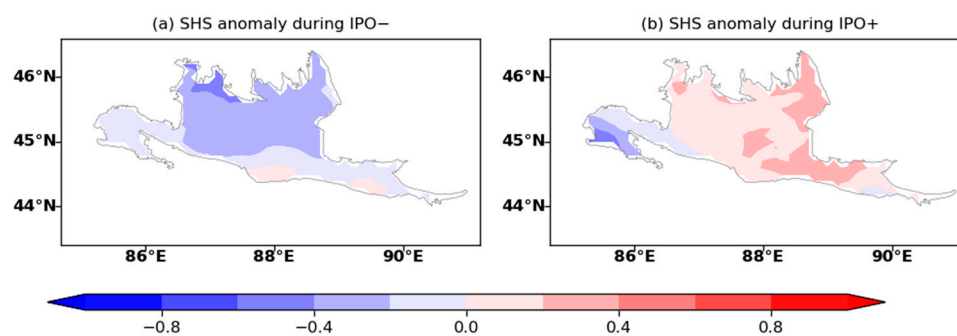 (a) SHS anomaly during IPO−
(b) SHS anomaly during IPO+
46°N
46°N
45°N
45°N
44°N
44°N
86°E 88°E 90°E
86°E 88°E 90°E
−0.8 −0.4 0.0 0.4 0.8